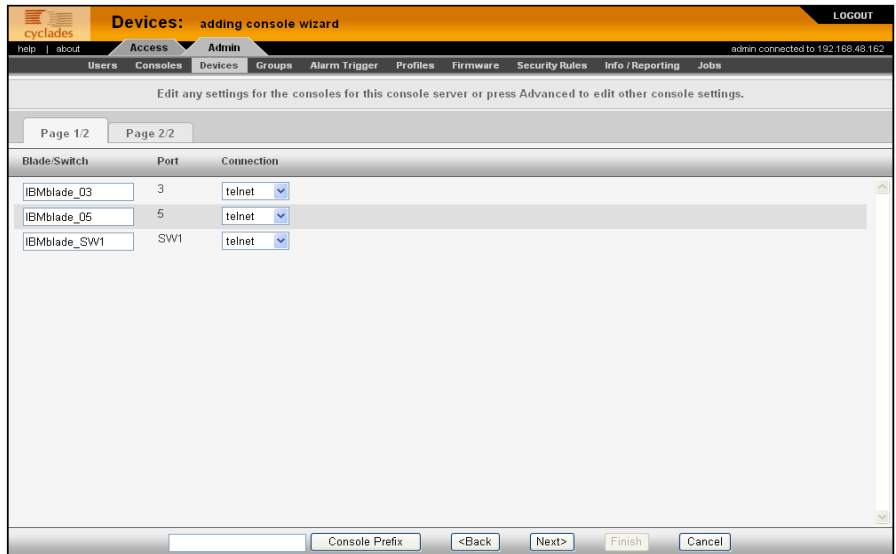 cyclades
Devices: adding console wizard
LOGOUT
help | about
Access
Admin
admin connected to 192.168.48.162
Users Consoles Devices Groups Alarm Trigger Profiles Firmware Security Rules Info / Reporting Jobs
Edit any settings for the consoles for this console server or press Advanced to edit other console settings.
Page 1/2 Page 2/2
Blade/Switch Port Connection
IBMblade_03 3 telnet
IBMblade_05 5 telnet
IBMblade_SW1 SW1 telnet
Console Prefix <Back Next> Finish Cancel